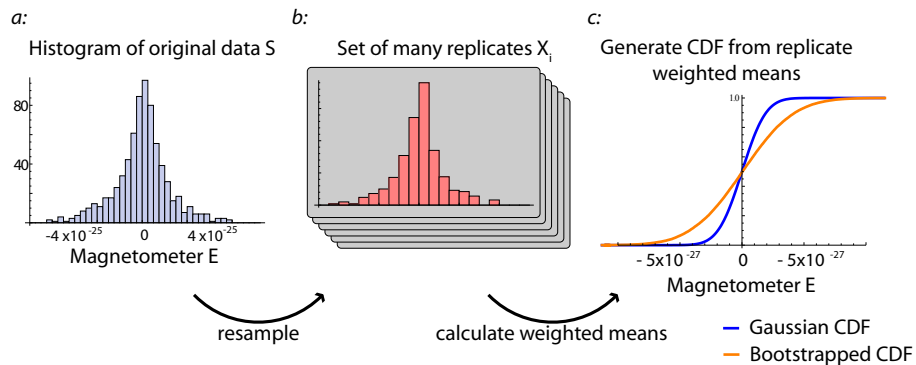 a:
Histogram of original data S
80
40
-4 x10-25
0
4 x10-25
Magnetometer E
b:
Set of many replicates Xi
c:
Generate CDF from replicate
weighted means
1.0
- 5x10 -27
0
- 5x10 -27
Magnetometer E
resample
calculate weighted means
Gaussian CDF
Bootstrapped CDF